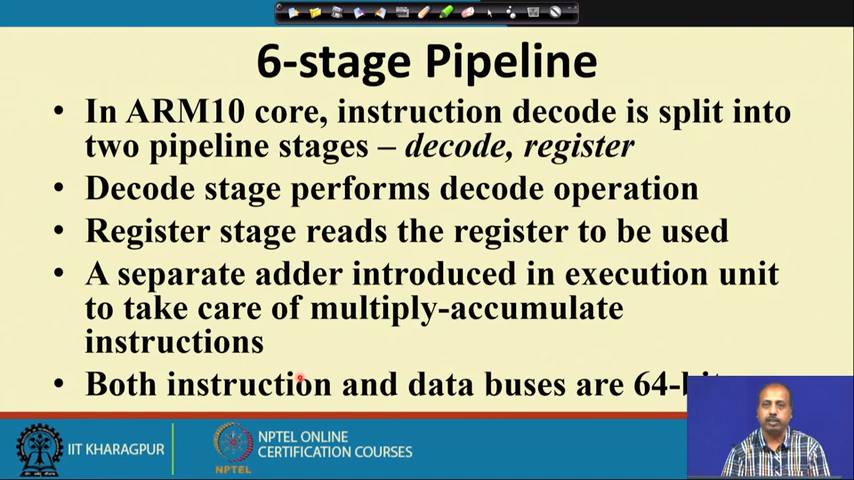 6-stage Pipeline
• In ARM10 core, instruction decode is split into
two pipeline stages – decode, register
• Decode stage performs decode operation
• Register stage reads the register to be used
• A separate adder introduced in execution unit
to take care of multiply-accumulate
instructions
• Both instruction and data buses are 64-bit
IIT KHARAGPUR
NPTEL
NPTEL ONLINE
CERTIFICATION COURSES